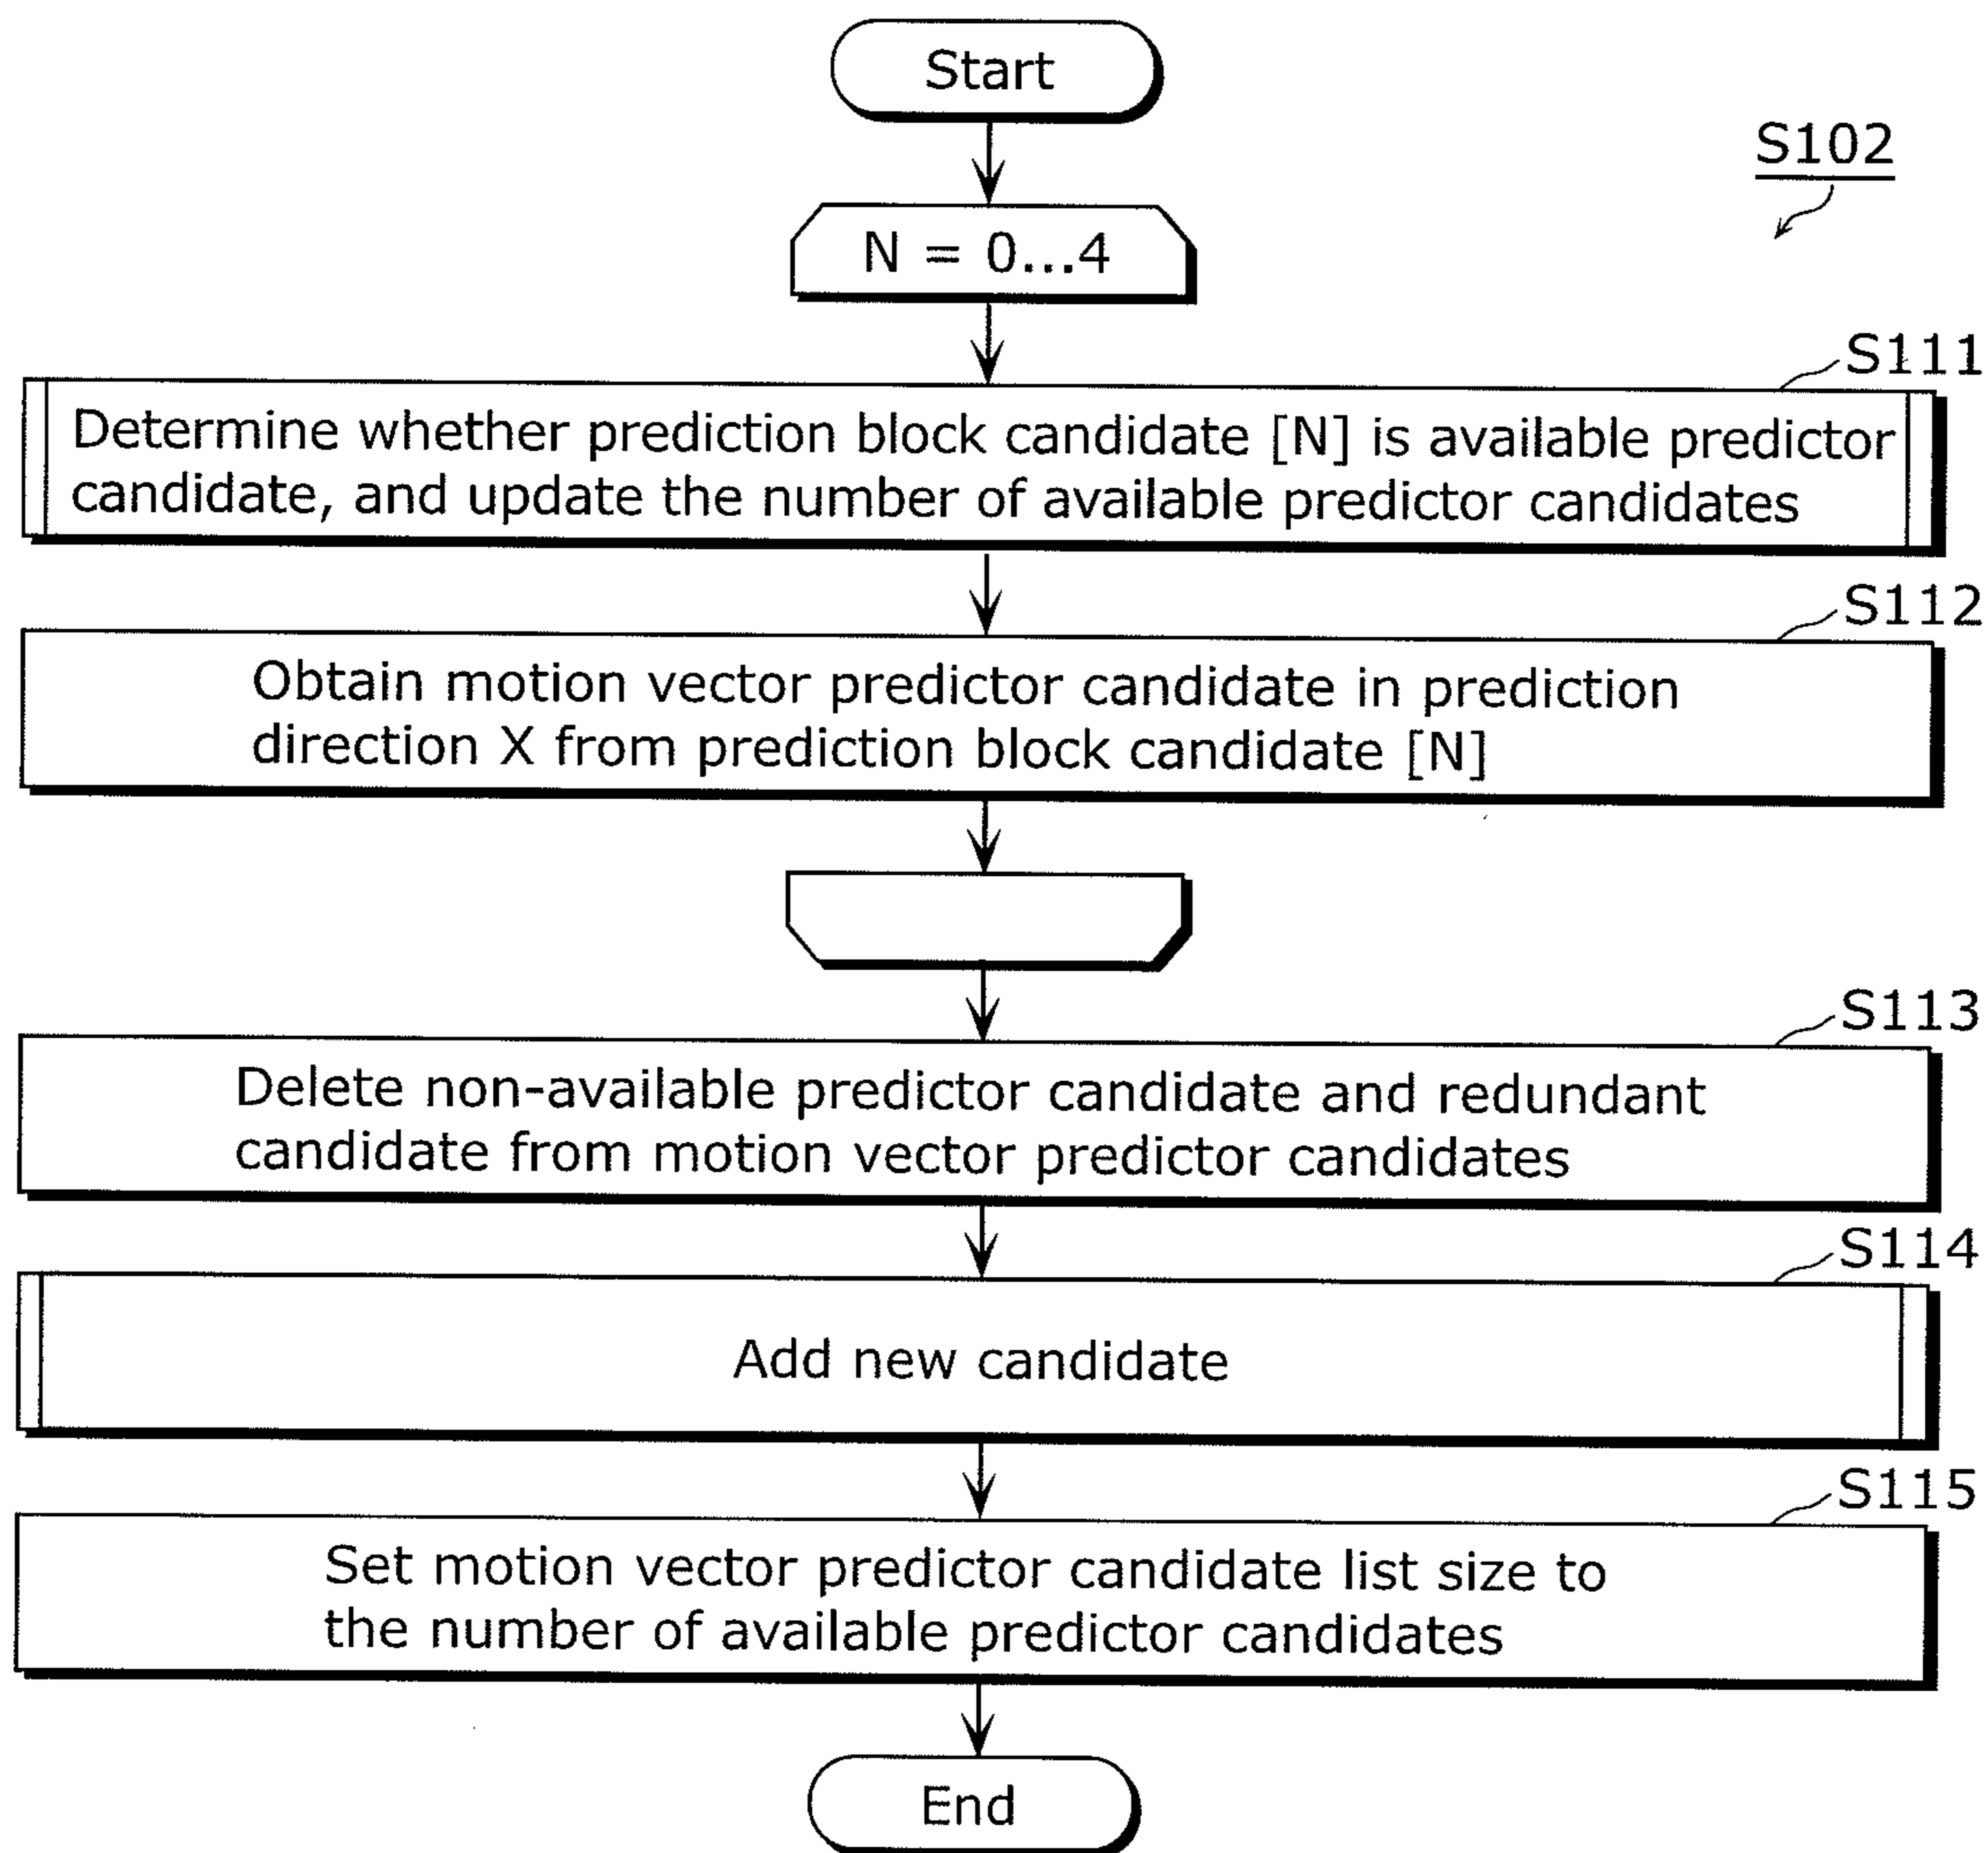 Start
S102
N = 0...4
S111
Determine whether prediction block candidate [N] is available predictor
candidate, and update the number of available predictor candidates
S112
Obtain motion vector predictor candidate in prediction
direction X from prediction block candidate [N]
S113
Delete non-available predictor candidate and redundant
candidate from motion vector predictor candidates
S114
Add new candidate
S115
Set motion vector predictor candidate list size to
the number of available predictor candidates
End